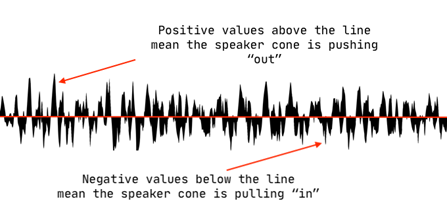 Positive values above the line
mean the speaker cone is pushing
“out”
Negative values below the line
mean the speaker cone is pulling “in”